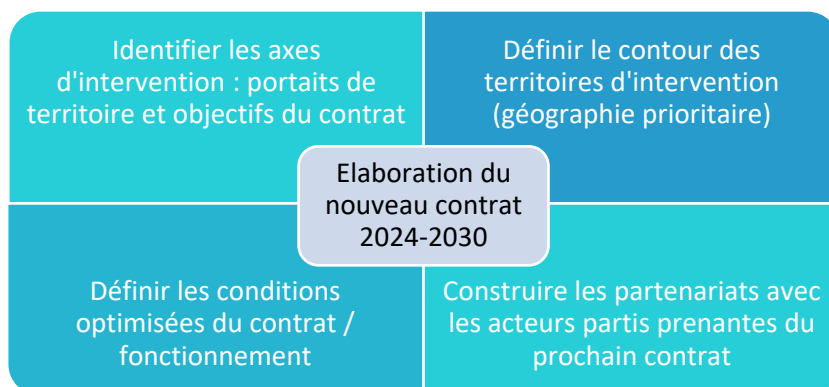 Identifier les axes
d'intervention : portaits de
territoire et objectifs du contrat
Définir le contour des
territoires d'intervention
(géographie prioritaire)
Elaboration du
nouveau contrat
2024-2030
Définir les conditions
optimisées du contrat /
fonctionnement
Construire les partenariats avec
les acteurs partis prenantes du
prochain contrat